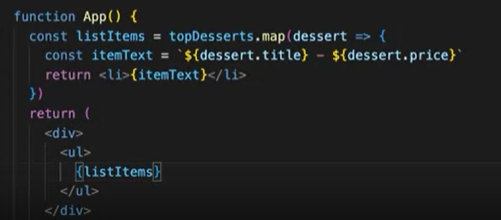 function App() {
const listItems = topDesserts.map(dessert => {
const itemText = `${dessert.title} - ${dessert.price}`
return <li>{itemText}</li>
})
return (
<div>
<ul>
{listItems}
</ul>
</div>